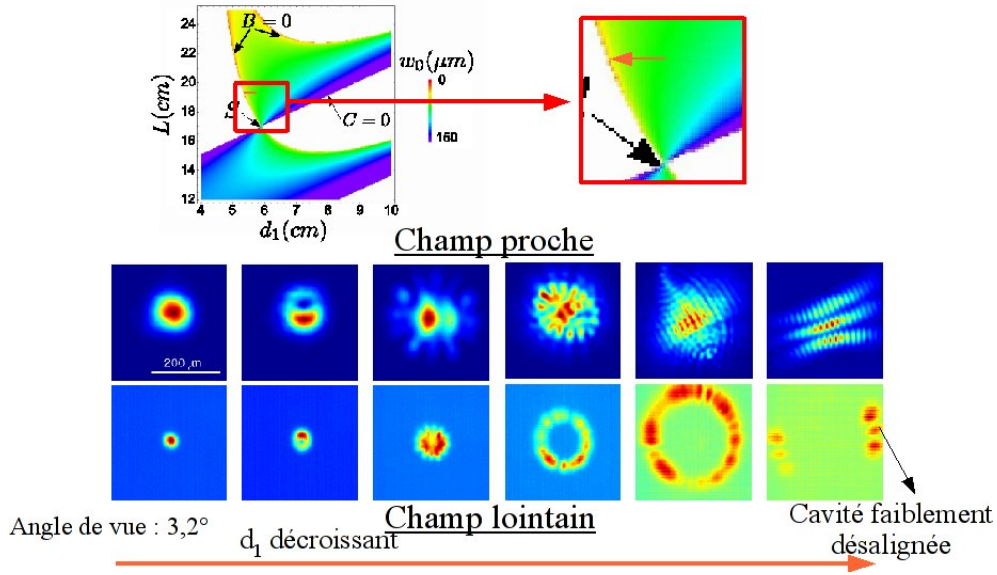 24
22
20
18
16
14
12
L(cm)
4 5 6 7 8 9 10
d₁(cm)
B = 0
S
C = 0
w₀(μm)
0
160
Champ proche
200 μm
Champ lointain
Angle de vue : 3,2°
d₁ décroissant
Cavité faiblement
désalignée